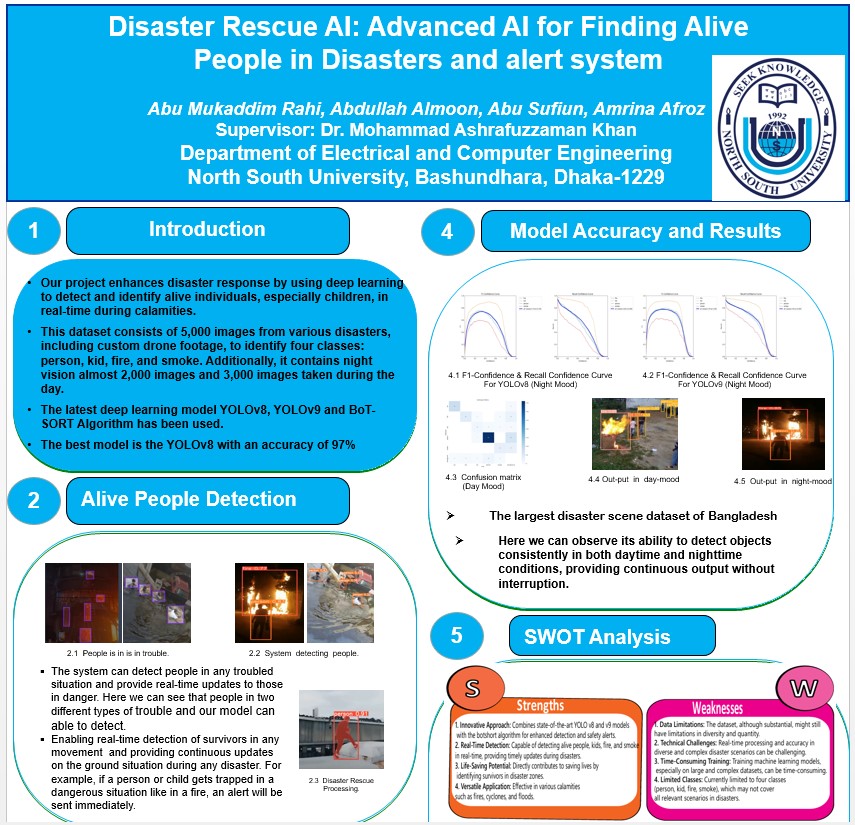 Disaster Rescue AI: Advanced AI for Finding Alive
People in Disasters and alert system
Abu Mukaddim Rahi, Abdullah Almoon, Abu Sufiun, Amrina Afroz
Supervisor: Dr. Mohammad Ashrafuzzaman Khan
Department of Electrical and Computer Engineering
North South University, Bashundhara, Dhaka-1229
SEEK KNOWLEDGE
1992
NORTH SOUTH UNIVERSITY
1
Introduction
• Our project enhances disaster response by using deep learning
to detect and identify alive individuals, especially children, in
real-time during calamities.
• This dataset consists of 5,000 images from various disasters,
including custom drone footage, to identify four classes:
person, kid, fire, and smoke. Additionally, it contains night
vision almost 2,000 images and 3,000 images taken during the
day.
• The latest deep learning model YOLOv8, YOLOv9 and BoT-
SORT Algorithm has been used.
• The best model is the YOLOv8 with an accuracy of 97%
2
Alive People Detection
2.1 People is in is in trouble.
2.2 System detecting people.
▪ The system can detect people in any troubled
situation and provide real-time updates to those
in danger. Here we can see that people in two
different types of trouble and our model can
able to detect.
▪ Enabling real-time detection of survivors in any
movement and providing continuous updates
on the ground situation during any disaster. For
example, if a person or child gets trapped in a
dangerous situation like in a fire, an alert will be
sent immediately.
2.3 Disaster Rescue
Processing.
4
Model Accuracy and Results
4.1 F1-Confidence & Recall Confidence Curve
For YOLOv8 (Night Mood)
4.2 F1-Confidence & Recall Confidence Curve
For YOLOv9 (Night Mood)
4.3 Confusion matrix
(Day Mood)
4.4 Out-put in day-mood
4.5 Out-put in night-mood
➢ The largest disaster scene dataset of Bangladesh
➢ Here we can observe its ability to detect objects
consistently in both daytime and nighttime
conditions, providing continuous output without
interruption.
5
SWOT Analysis
S
Strengths
1. Innovative Approach: Combines state-of-the-art YOLO v8 and v9 models
with the botshort algorithm for enhanced detection and safety alerts.
2. Real-Time Detection: Capable of detecting alive people, kids, fire, and smoke
in real-time, providing timely updates during disasters.
3. Life-Saving Potential: Directly contributes to saving lives by
identifying survivors in disaster zones.
4. Versatile Application: Effective in various calamities
such as fires, cyclones, and floods.
W
Weaknesses
1. Data Limitations: The dataset, although substantial, might still
have limitations in diversity and quantity.
2. Technical Challenges: Real-time processing and accuracy in
diverse and complex disaster scenarios can be challenging.
3. Time-Consuming Training: Training machine learning models,
especially on large and complex datasets, can be time-consuming.
4. Limited Classes: Currently limited to four classes
(person, kid, fire, smoke), which may not cover
all relevant scenarios in disasters.